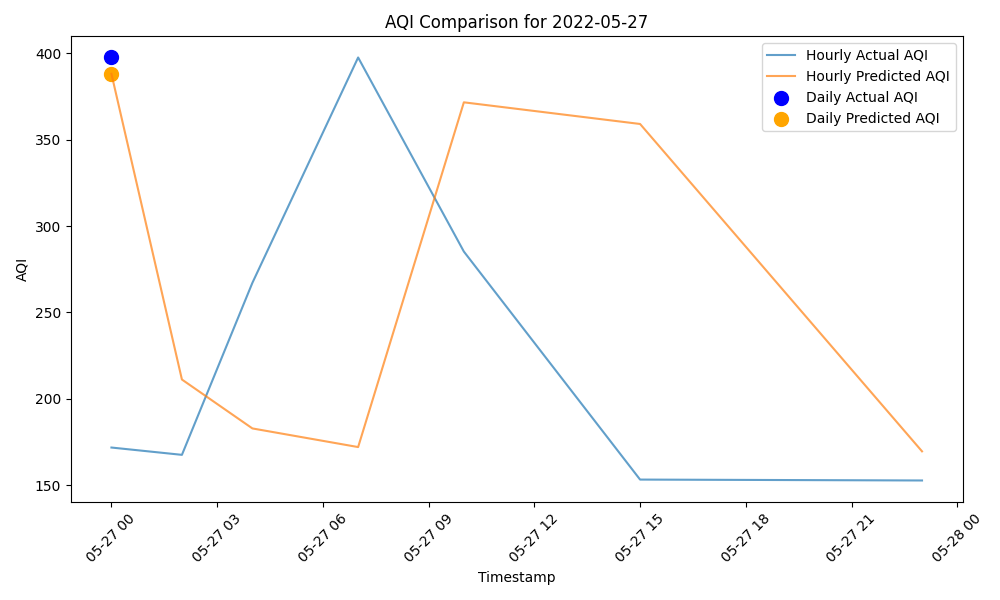 AQI Comparison for 2022-05-27
Hourly Actual AQI
Hourly Predicted AQI
Daily Actual AQI
Daily Predicted AQI
AQI
400
350
300
250
200
150
05-27 00
05-27 03
05-27 06
05-27 09
05-27 12
05-27 15
05-27 18
05-27 21
05-28 00
Timestamp